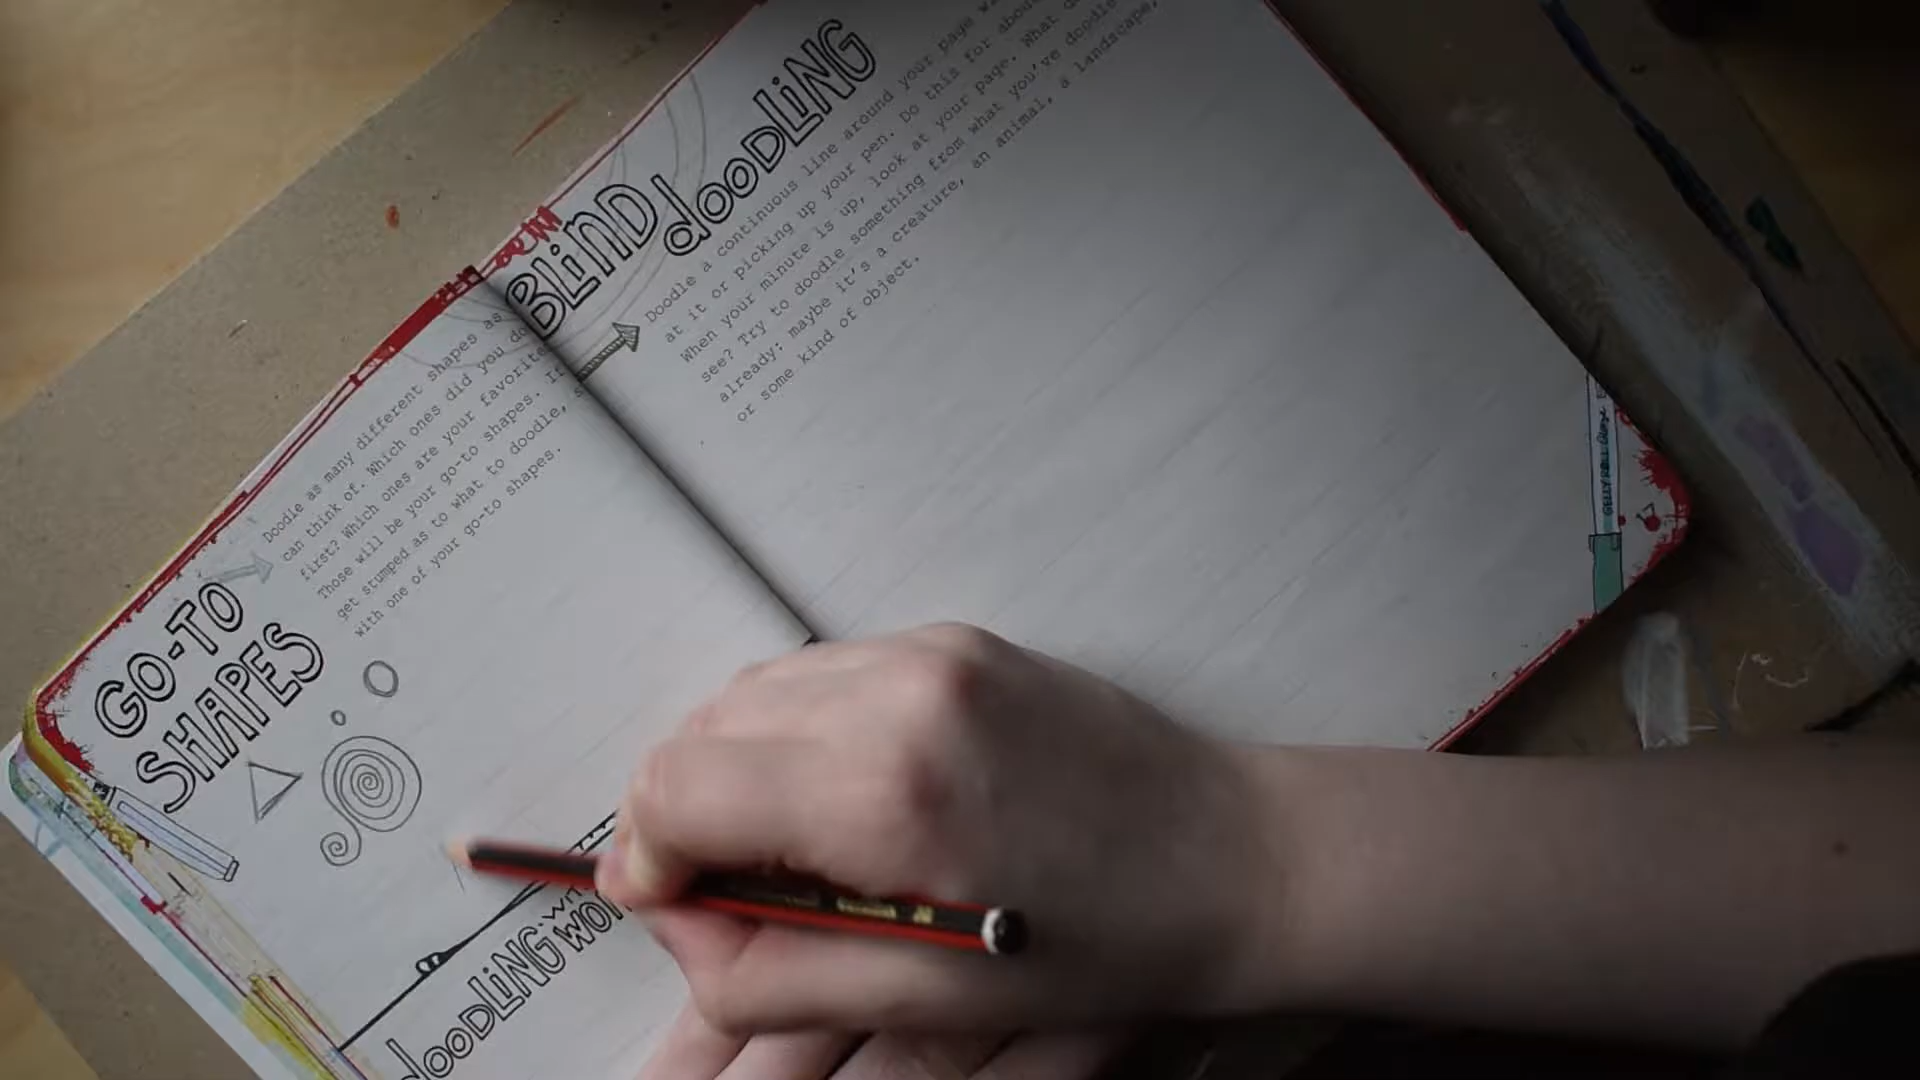 GO-TO
SHAPES
Doodle as many different shapes as
can think of. Which ones did you do
first? Which ones are your favorite
Those will be your go-to shapes. If
get stumped as to what to doodle, s
with one of your go-to shapes.
BLiND
dOODLiNG
Doodle a continuous line around your page w
at it or picking up your pen. Do this for abou
When your minute is up, look at your page. What d
see? Try to doodle something from what you've doodle
already: maybe it's a creature, an animal, a landscape,
or some kind of object.
dOODLiNG
WOR
GELLY ROLL
17